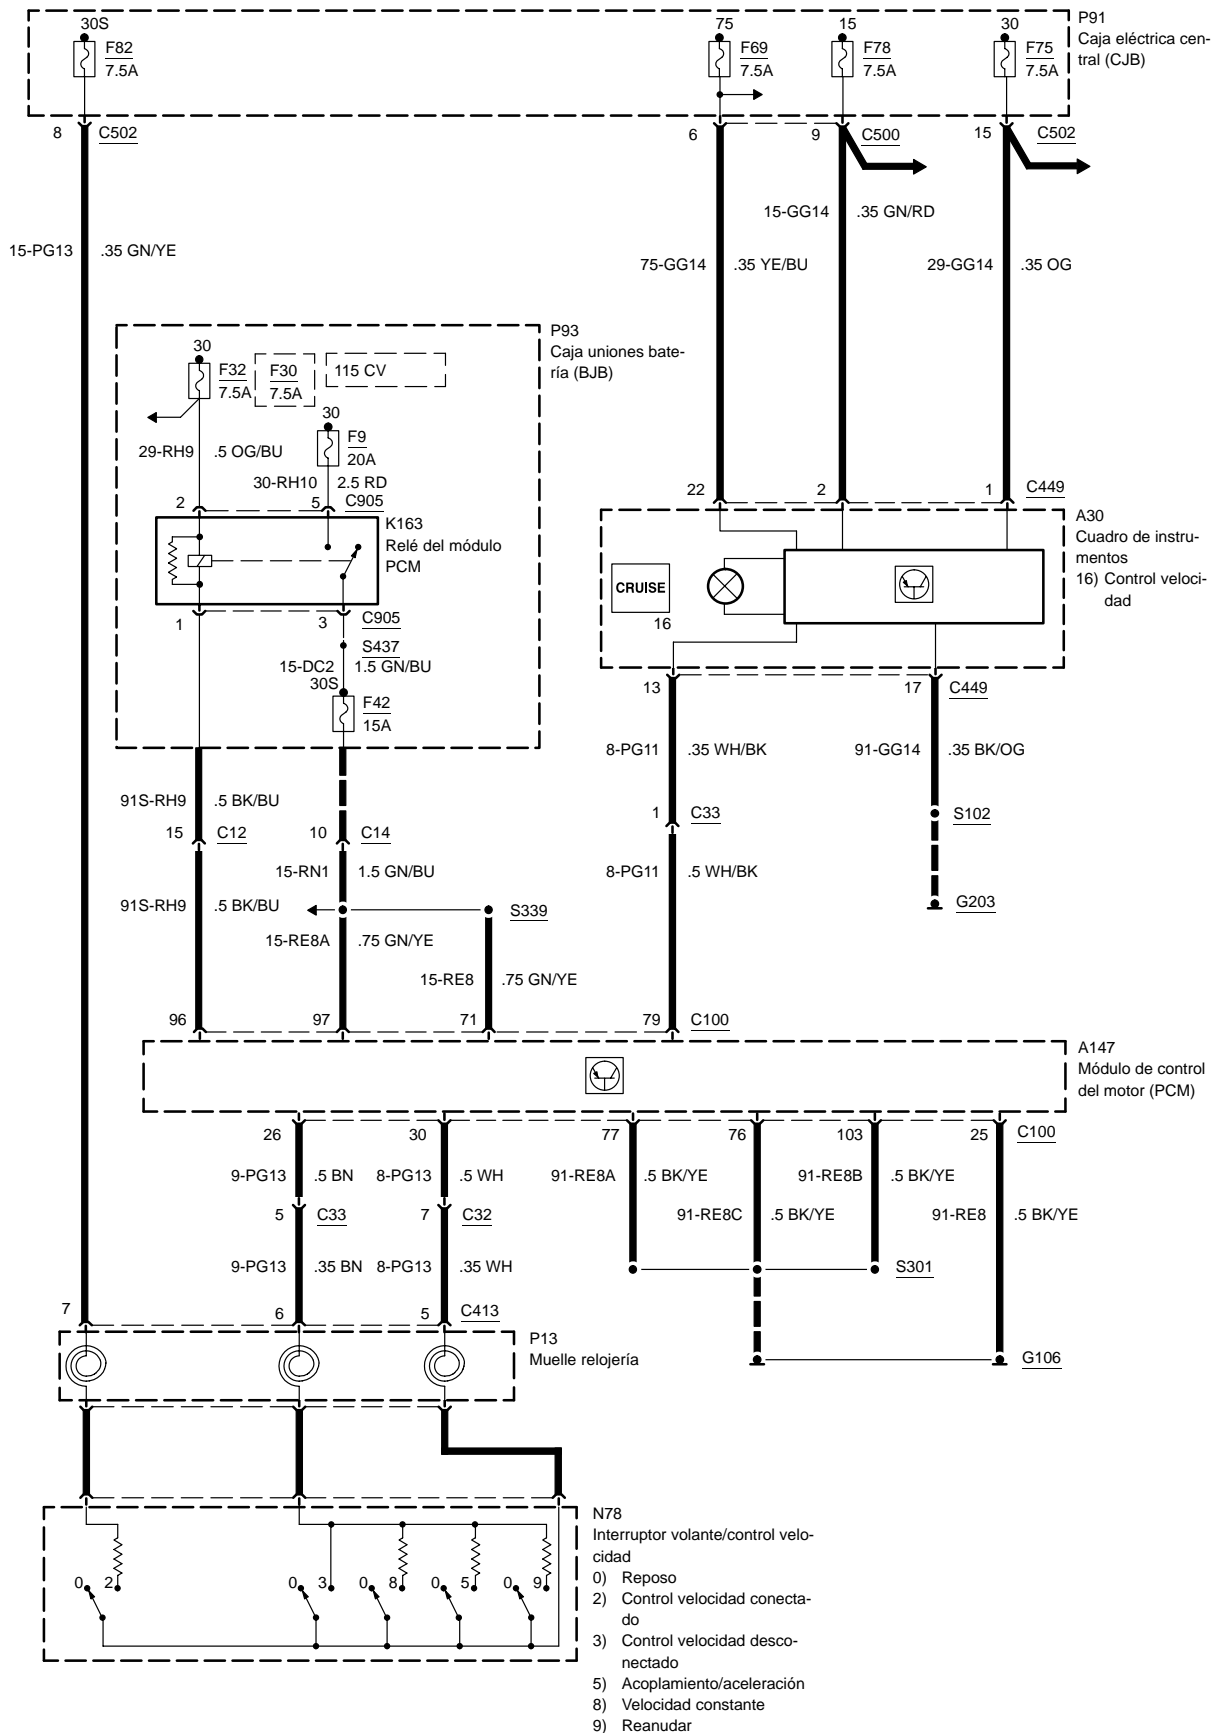 30S
75
15
30
P91
Caja eléctrica cen-
tral (CJB)
F82
7.5A
F69
7.5A
F78
7.5A
F75
7.5A
8
C502
6
9
C500
15
C502
15-GG14
.35 GN/RD
15-PG13
.35 GN/YE
75-GG14
.35 YE/BU
29-GG14
.35 OG
P93
Caja uniones bate-
ría (BJB)
30
F32
7.5A
F30
7.5A
115 CV
30
F9
20A
29-RH9
.5 OG/BU
30-RH10
2.5 RD
2
5
C905
K163
Relé del módulo
PCM
1
3
C905
S437
15-DC2
1.5 GN/BU
30S
F42
15A
22
2
1
C449
A30
Cuadro de instru-
mentos
16) Control veloci-
dad
CRUISE
16
13
17
C449
8-PG11
.35 WH/BK
91-GG14
.35 BK/OG
91S-RH9
.5 BK/BU
15
C12
10
C14
1
C33
S102
15-RN1
1.5 GN/BU
8-PG11
.5 WH/BK
91S-RH9
.5 BK/BU
S339
G203
15-RE8A
.75 GN/YE
15-RE8
.75 GN/YE
96
97
71
79
C100
A147
Módulo de control
del motor (PCM)
26
30
77
76
103
25
C100
9-PG13
.5 BN
8-PG13
.5 WH
91-RE8A
.5 BK/YE
91-RE8B
.5 BK/YE
5
C33
7
C32
91-RE8C
.5 BK/YE
91-RE8
.5 BK/YE
9-PG13
.35 BN
8-PG13
.35 WH
S301
7
6
5
C413
P13
Muelle relojería
G106
N78
Interruptor volante/control velo-
cidad
0) Reposo
2) Control velocidad conecta-
do
3) Control velocidad desco-
nectado
5) Acoplamiento/aceleración
8) Velocidad constante
9) Reanudar
0
2
0
3
0
8
0
5
0
9